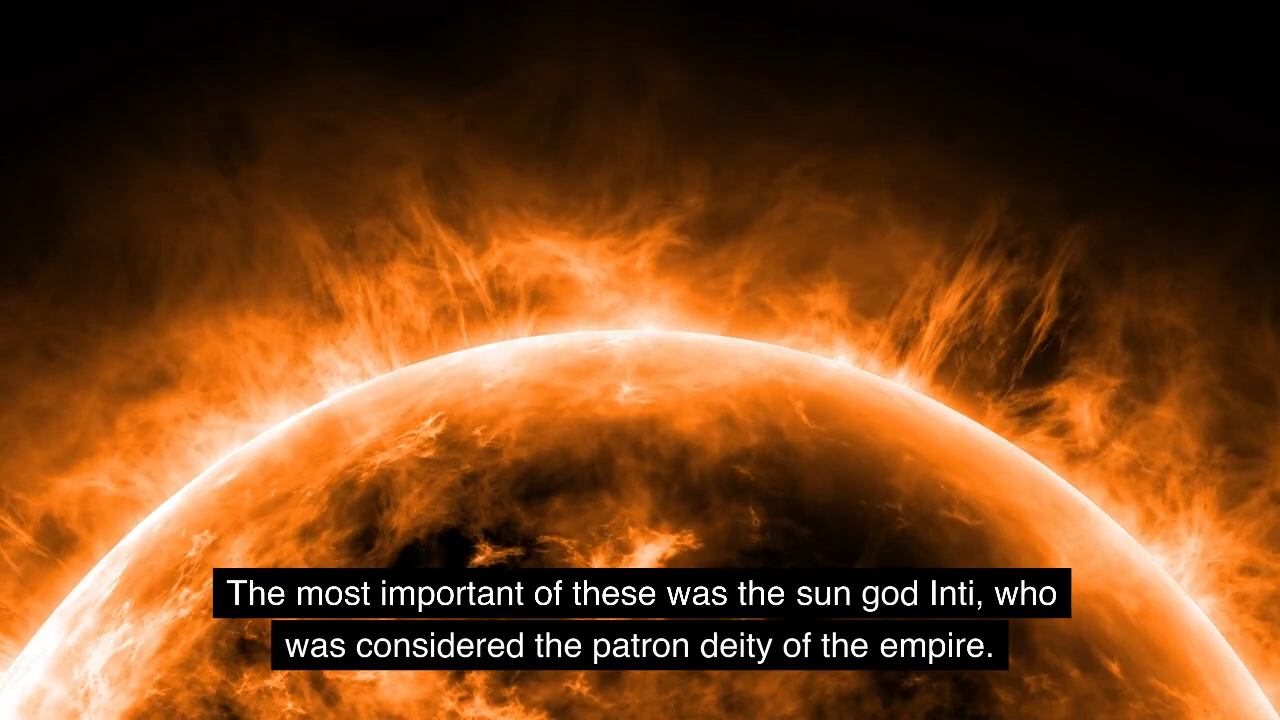 The most important of these was the sun god Inti, who
was considered the patron deity of the empire.